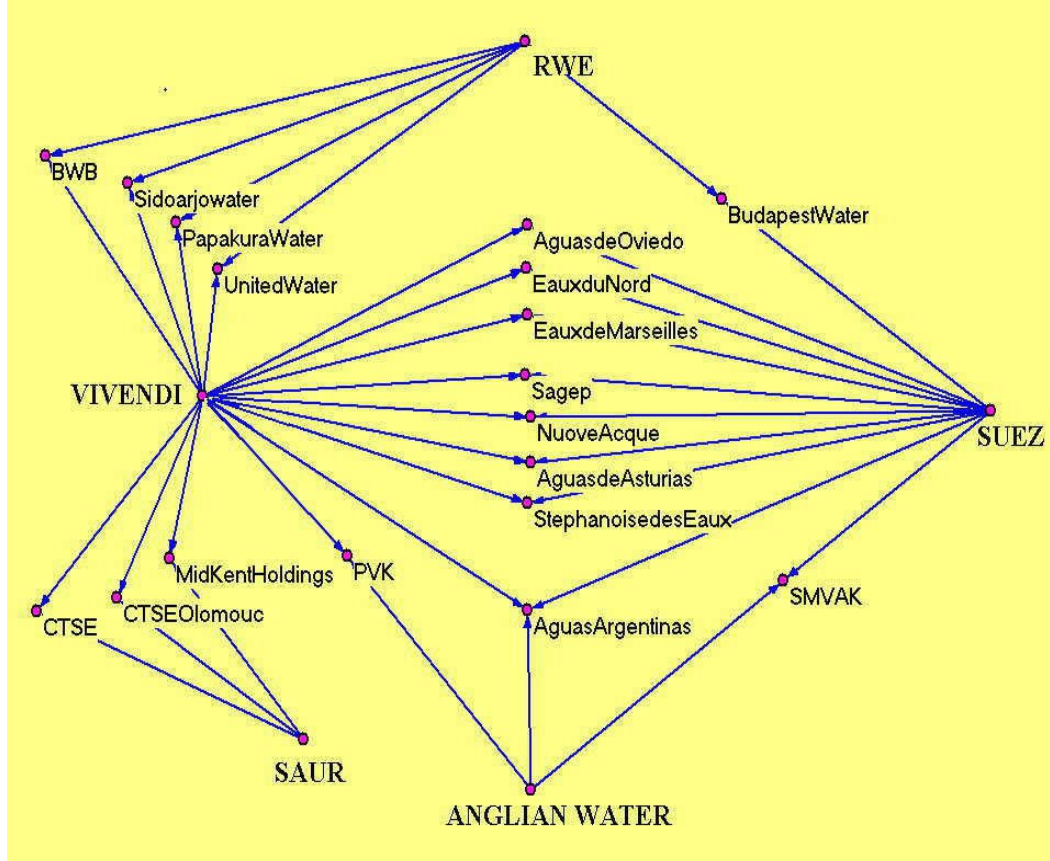 RWE
BWB
Sidoarjowater
PapakuraWater
BudapestWater
AguasdeOviedo
UnitedWater
EauxduNord
EauxdeMarseilles
VIVENDI
Sagep
NuoveAcque
SUEZ
AguasdeAsturias
StephanoisedesEaux
MidKentHoldings
PVK
SMVAK
CTSEOlomouc
CTSE
AguasArgentinas
SAUR
ANGLIAN WATER